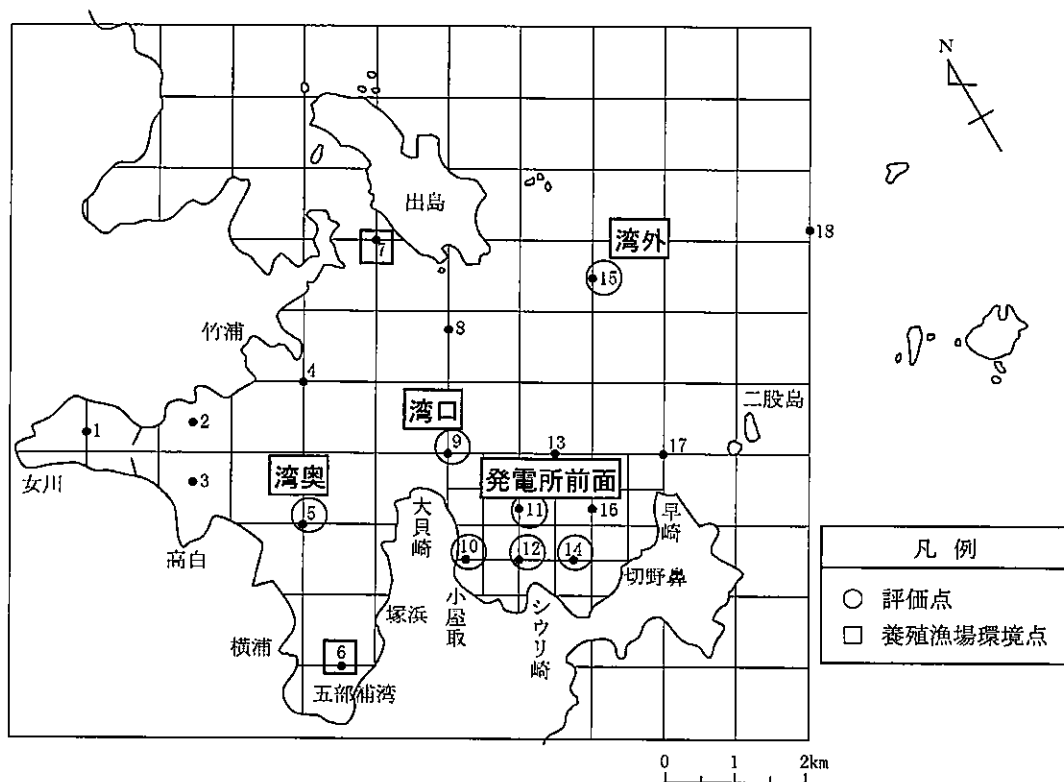 N
出島
湾外
18
7
15
竹浦
8
4
二股島
湾口
2
1
9
13
17
女川
3
湾奥
発電所前面
5
大貝崎
11
16
早崎
高白
10
12
14
切野鼻
凡例
○ 評価点
□ 養殖漁場環境点
小屋取
シウリ崎
塚浜
横浦
6
五部浦湾
0 1 2km